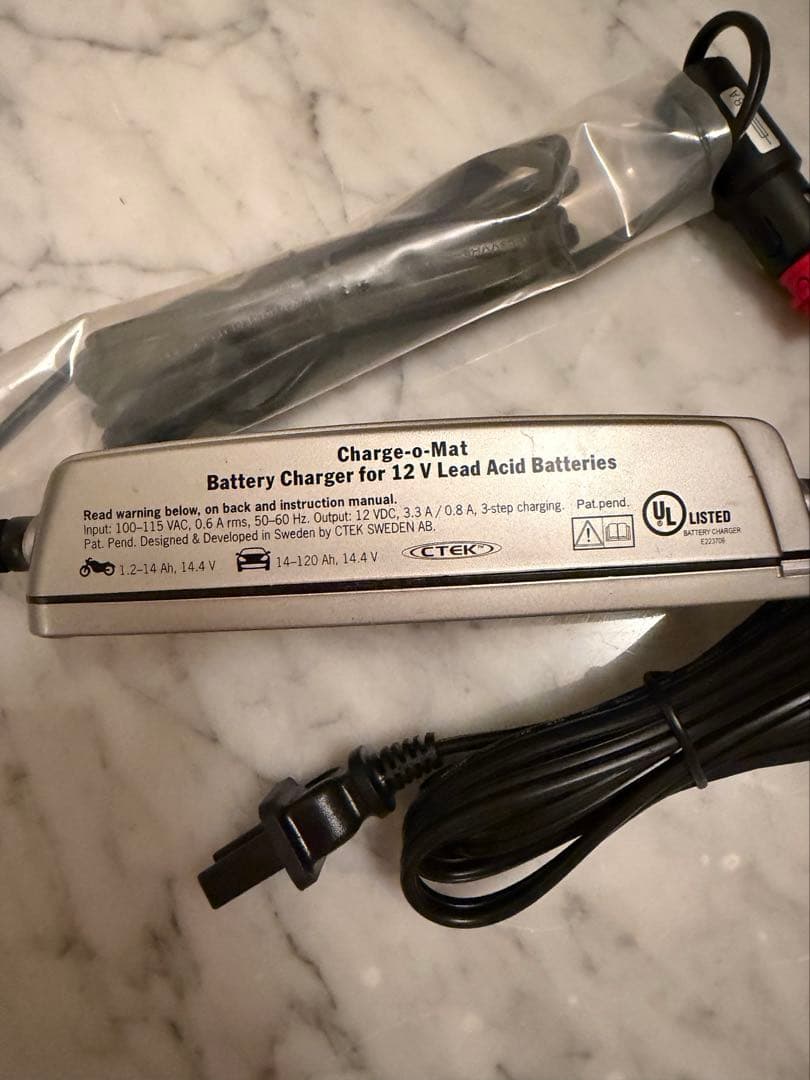 Charge-o-Mat
Battery Charger for 12 V Lead Acid Batteries
Read warning below, on back and instruction manual.
Input: 100–115 VAC, 0.6 A rms, 50–60 Hz. Output: 12 VDC, 3.3 A / 0.8 A, 3-step charging.
Pat. Pend. Designed & Developed in Sweden by CTEK SWEDEN AB.
1.2–14 Ah, 14.4 V
14–120 Ah, 14.4 V
CTEK™
Pat.pend.
UL
LISTED
BATTERY CHARGER
E223706
8A